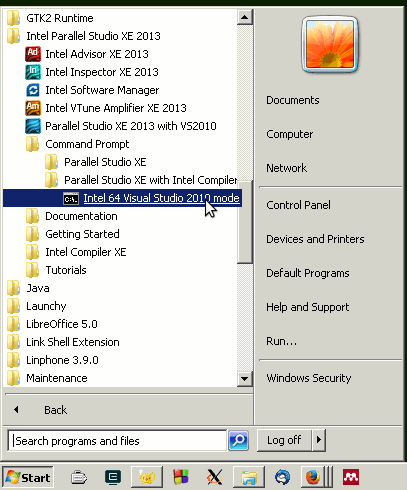 GTK2 Runtime
Intel Parallel Studio XE 2013
Intel Advisor XE 2013
Intel Inspector XE 2013
Intel Software Manager
Intel VTune Amplifier XE 2013
Parallel Studio XE 2013 with VS2010
Command Prompt
Parallel Studio XE
Parallel Studio XE with Intel Compiler
Intel 64 Visual Studio 2010 mode
Documentation
Getting Started
Intel Compiler XE
Tutorials
Java
Launchy
LibreOffice 5.0
Link Shell Extension
Linphone 3.9.0
Maintenance
Back
Search programs and files
Documents
Computer
Network
Control Panel
Devices and Printers
Default Programs
Help and Support
Run...
Windows Security
Log off
Start